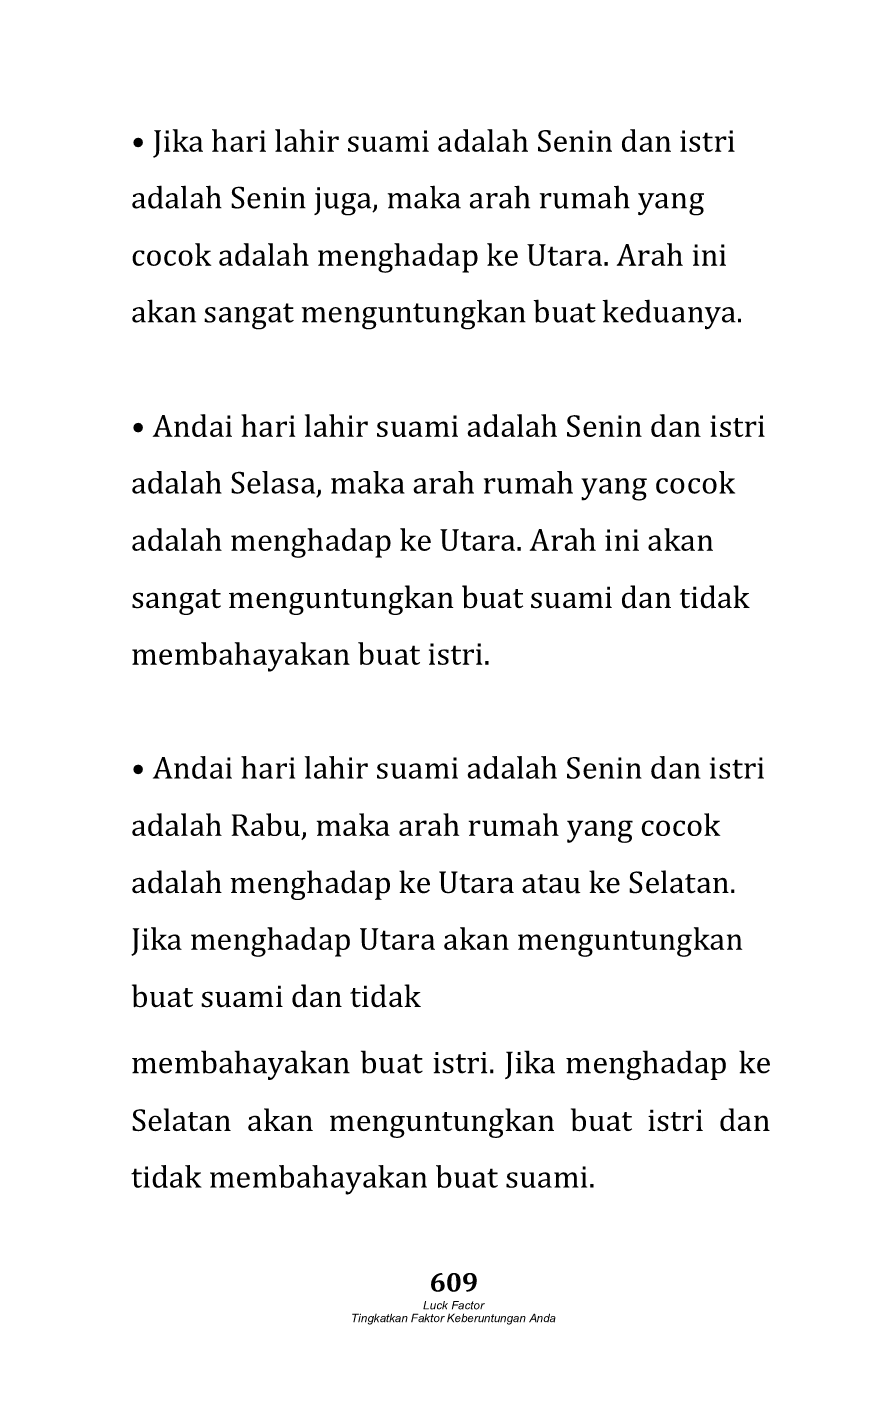 • Jika hari lahir suami adalah Senin dan istri
adalah Senin juga, maka arah rumah yang
cocok adalah menghadap ke Utara. Arah ini
akan sangat menguntungkan buat keduanya.
• Andai hari lahir suami adalah Senin dan istri
adalah Selasa, maka arah rumah yang cocok
adalah menghadap ke Utara. Arah ini akan
sangat menguntungkan buat suami dan tidak
membahayakan buat istri.
• Andai hari lahir suami adalah Senin dan istri
adalah Rabu, maka arah rumah yang cocok
adalah menghadap ke Utara atau ke Selatan.
Jika menghadap Utara akan menguntungkan
buat suami dan tidak
membahayakan buat istri. Jika menghadap ke
Selatan akan menguntungkan buat istri dan
tidak membahayakan buat suami.
609
Luck Factor
Tingkatkan Faktor Keberuntungan Anda